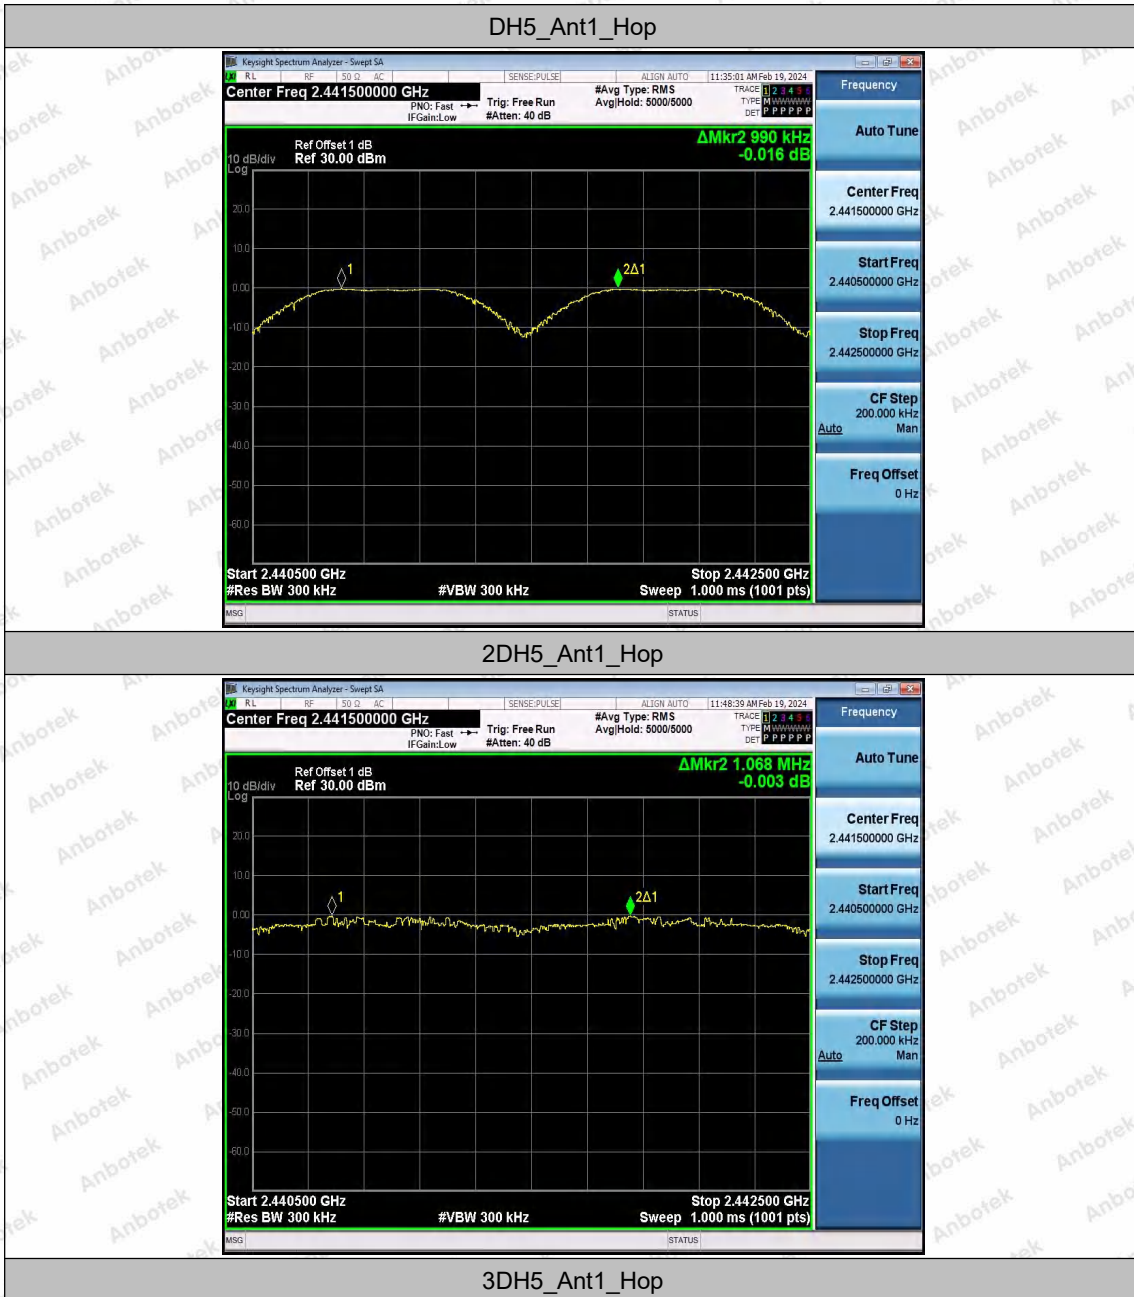 DH5_Ant1_Hop
Keysight Spectrum Analyzer - Swept SA
RL RF 50 Ω AC SENSE:PULSE ALIGN AUTO 11:35:01 AM Feb 19, 2024
Center Freq 2.441500000 GHz
PNO: Fast
IFGain:Low
Trig: Free Run
#Atten: 40 dB
#Avg Type: RMS
Avg|Hold: 5000/5000
TRACE 1 2 3 4 5 6
TYPE M WWWWW
DET P P P P P P
ΔMkr2 990 kHz
-0.016 dB
Ref Offset 1 dB
10 dB/div Ref 30.00 dBm
Log
20.0
10.0
0.00
-10.0
-20.0
-30.0
-40.0
-50.0
-60.0
1
2Δ1
Start 2.440500 GHz Stop 2.442500 GHz
#Res BW 300 kHz #VBW 300 kHz Sweep 1.000 ms (1001 pts)
MSG STATUS
Frequency
Auto Tune
Center Freq
2.441500000 GHz
Start Freq
2.440500000 GHz
Stop Freq
2.442500000 GHz
CF Step
200.000 kHz
Auto Man
Freq Offset
0 Hz
2DH5_Ant1_Hop
Keysight Spectrum Analyzer - Swept SA
RL RF 50 Ω AC SENSE:PULSE ALIGN AUTO 11:48:39 AM Feb 19, 2024
Center Freq 2.441500000 GHz
PNO: Fast
IFGain:Low
Trig: Free Run
#Atten: 40 dB
#Avg Type: RMS
Avg|Hold: 5000/5000
TRACE 1 2 3 4 5 6
TYPE M WWWWW
DET P P P P P P
ΔMkr2 1.068 MHz
-0.003 dB
Ref Offset 1 dB
10 dB/div Ref 30.00 dBm
Log
20.0
10.0
0.00
-10.0
-20.0
-30.0
-40.0
-50.0
-60.0
1
2Δ1
Start 2.440500 GHz Stop 2.442500 GHz
#Res BW 300 kHz #VBW 300 kHz Sweep 1.000 ms (1001 pts)
MSG STATUS
Frequency
Auto Tune
Center Freq
2.441500000 GHz
Start Freq
2.440500000 GHz
Stop Freq
2.442500000 GHz
CF Step
200.000 kHz
Auto Man
Freq Offset
0 Hz
3DH5_Ant1_Hop
Anbotek